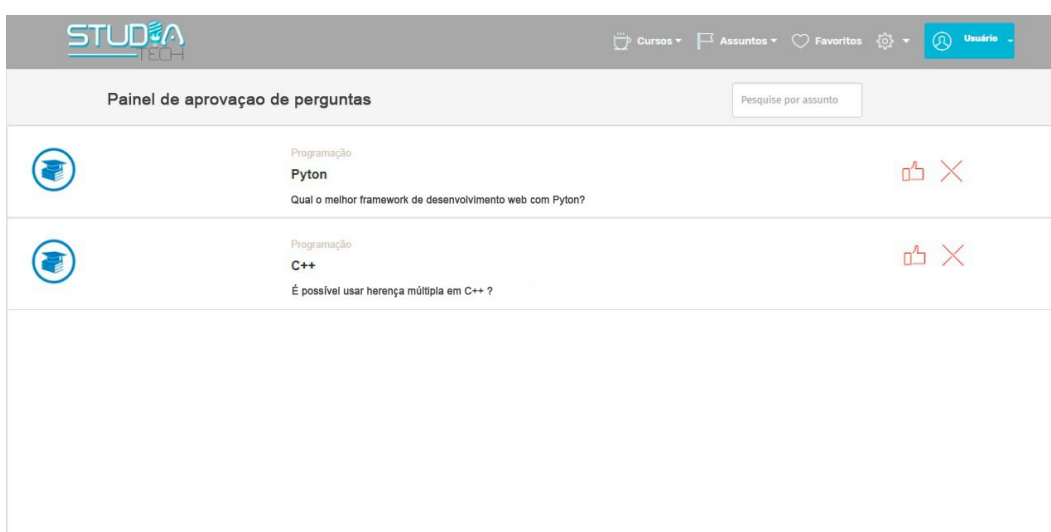 STUDIA
TECH
Cursos
Assuntos
Favoritos
Usuário
Painel de aprovaçao de perguntas
Pesquise por assunto
Programação
Pyton
Qual o melhor framework de desenvolvimento web com Pyton?
Programação
C++
É possível usar herença múltipla em C++ ?